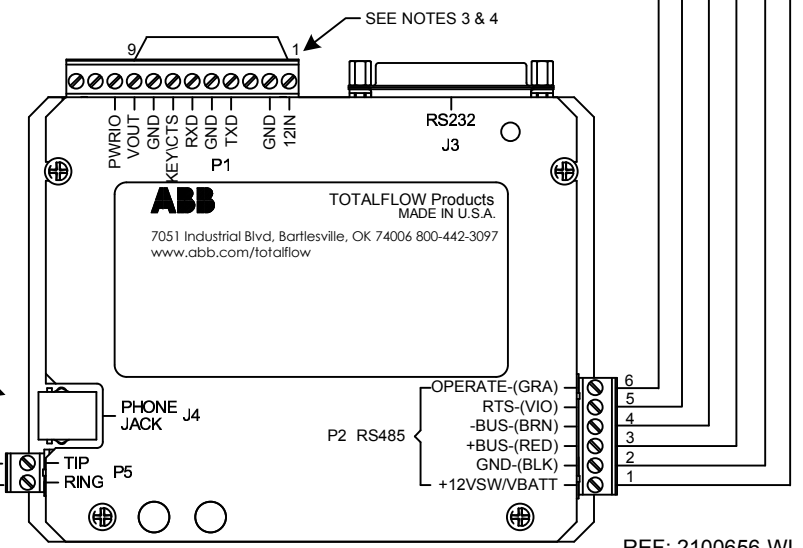 SEE NOTES 3 & 4
9
1
PWRIO
VOUT
GND
KEY\CTS
RXD
GND
TXD
GND
12IN
P1
RS232
J3
ABB
TOTALFLOW Products
MADE IN U.S.A.
7051 Industrial Blvd, Bartlesville, OK 74006 800-442-3097
www.abb.com/totalflow
PHONE
JACK
J4
TIP
RING
P5
P2 RS485
OPERATE-(GRA) 6
RTS-(VIO) 5
-BUS-(BRN) 4
+BUS-(RED) 3
GND-(BLK) 2
+12VSW/VBATT 1